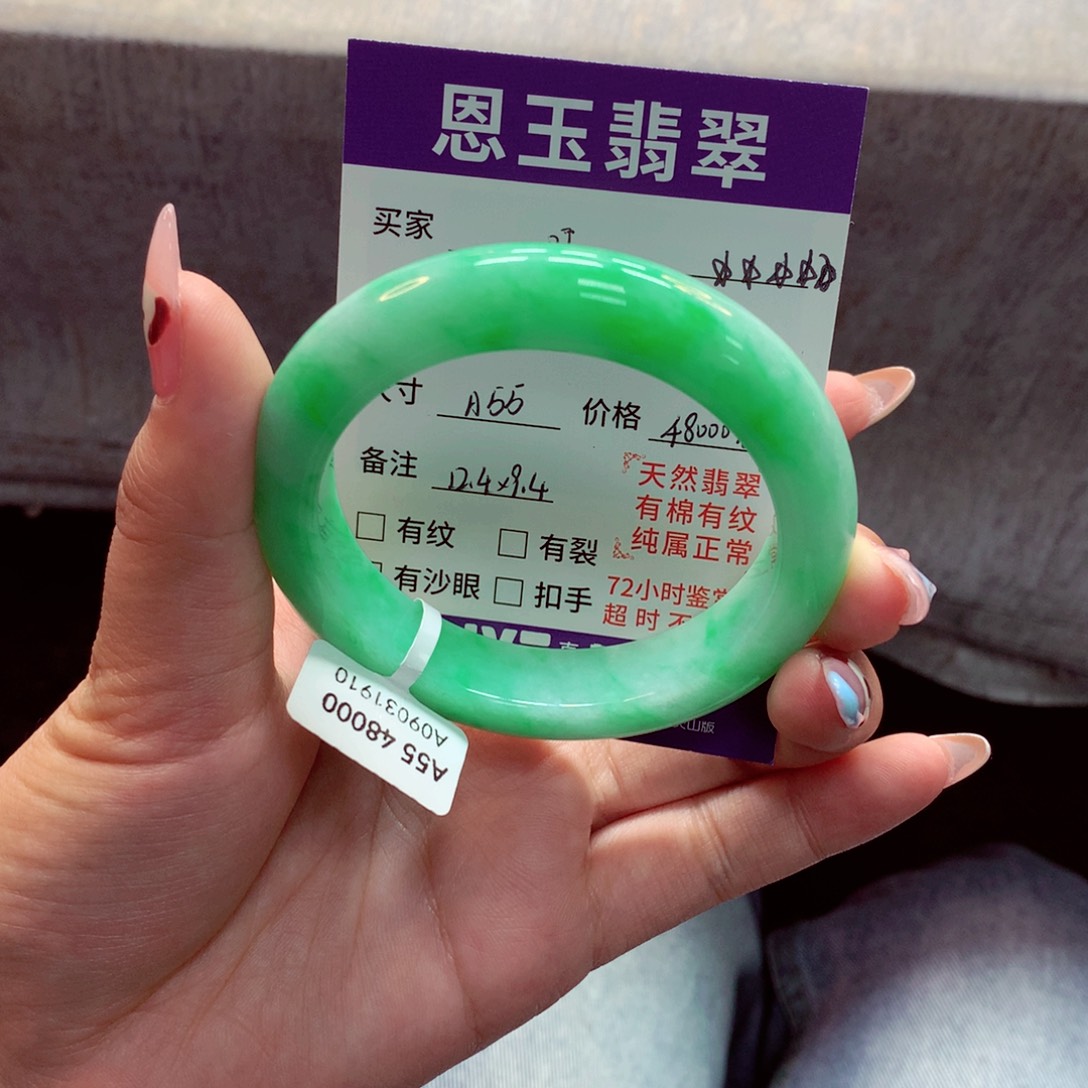 恩玉翡翠
买家
寸 A55 价格 48000
备注 12.4×9.4
天然翡翠
有棉有纹
纯属正常
□ 有纹 □ 有裂
有沙眼 □ 扣手
72小时鉴赏
超时不
A55 48000
A09031910